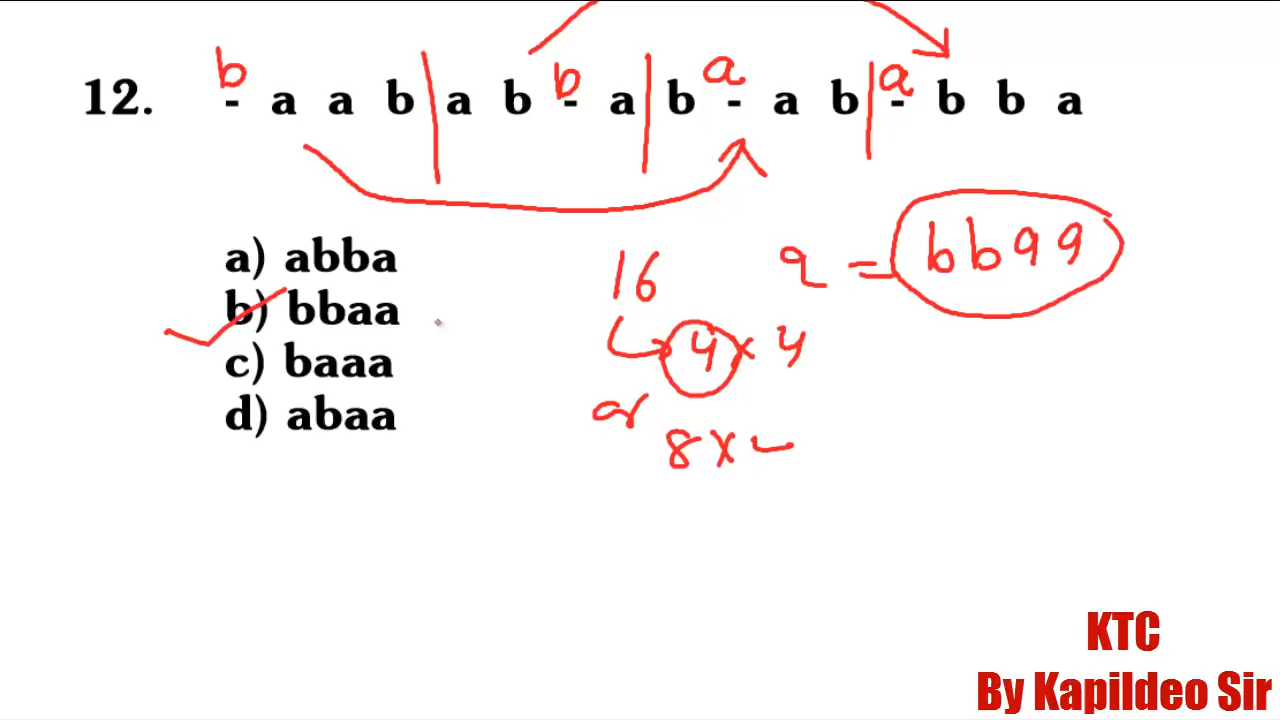 b b a a
12. - a a b a b - a b - a b - b b a
a) abba
b) bbaa
c) baaa
d) abaa
16
4 × 4
or
8 ×
= bbaa
KTC
By Kapildeo Sir